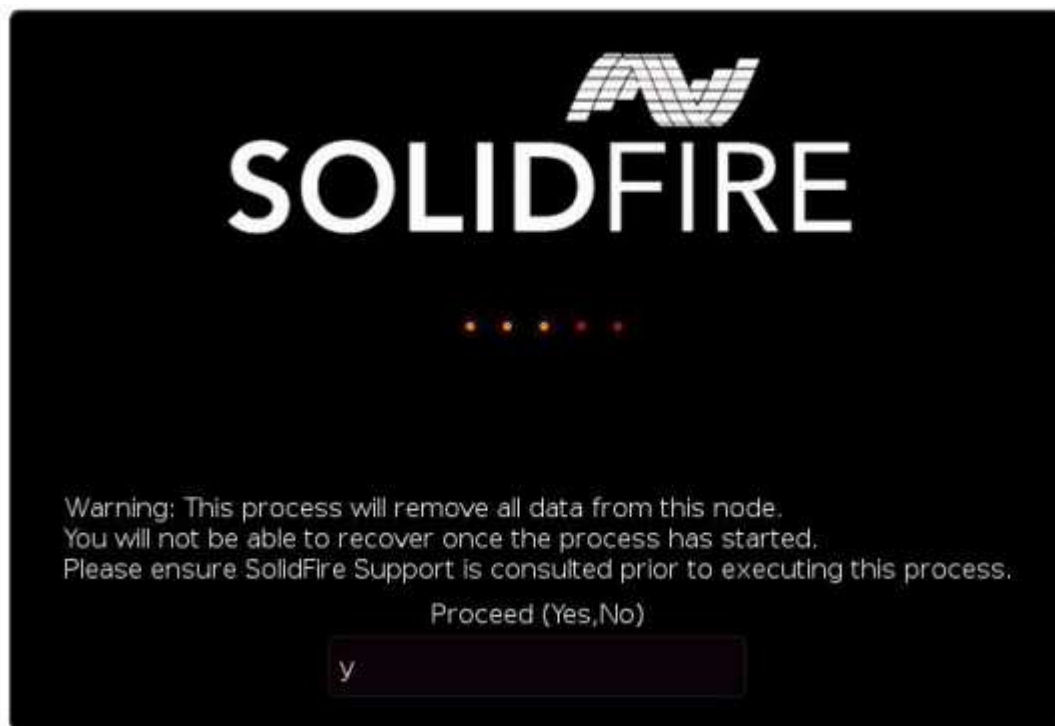 SOLIDFIRE
Warning: This process will remove all data from this node.
You will not be able to recover once the process has started.
Please ensure SolidFire Support is consulted prior to executing this process.
Proceed (Yes,No)
y